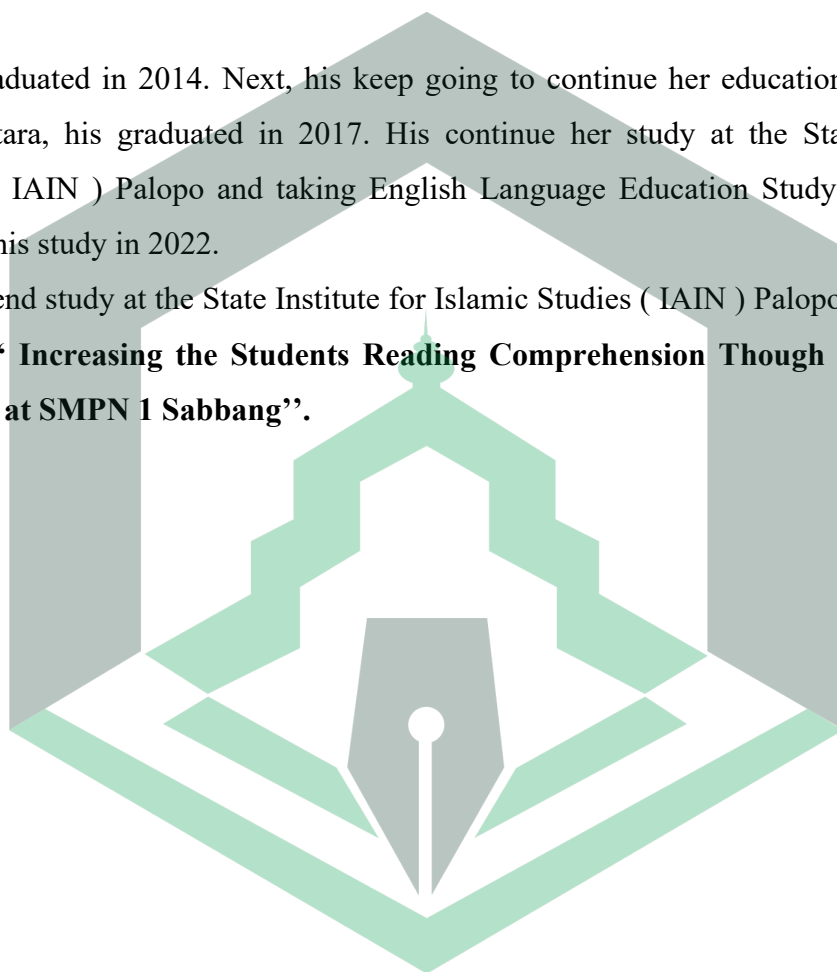 aduated in 2014. Next, his keep going to continue her education
tara, his graduated in 2017. His continue her study at the Sta
IAIN ) Palopo and taking English Language Education Study
his study in 2022.
end study at the State Institute for Islamic Studies ( IAIN ) Palopo
‘ Increasing the Students Reading Comprehension Though
at SMPN 1 Sabbang’’.